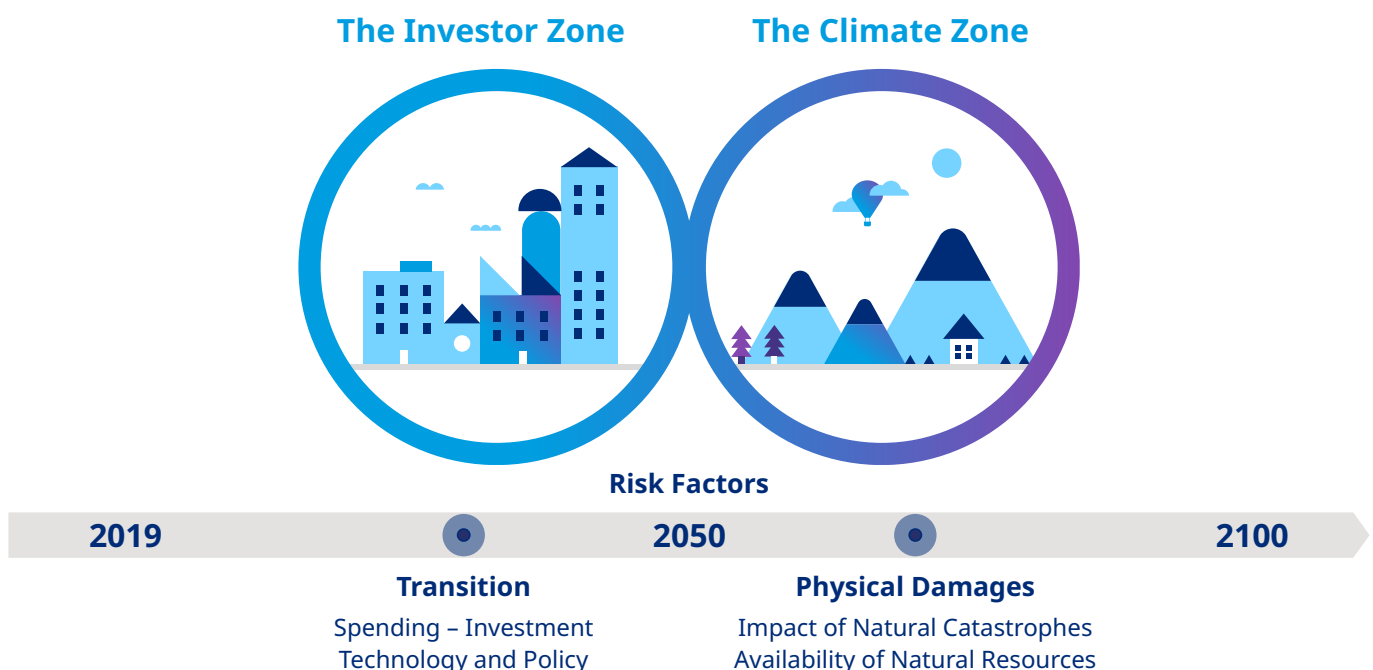 The Investor Zone
The Climate Zone
Risk Factors
2019
2050
2100
Transition
Spending – Investment
Technology and Policy
Physical Damages
Impact of Natural Catastrophes
Availability of Natural Resources